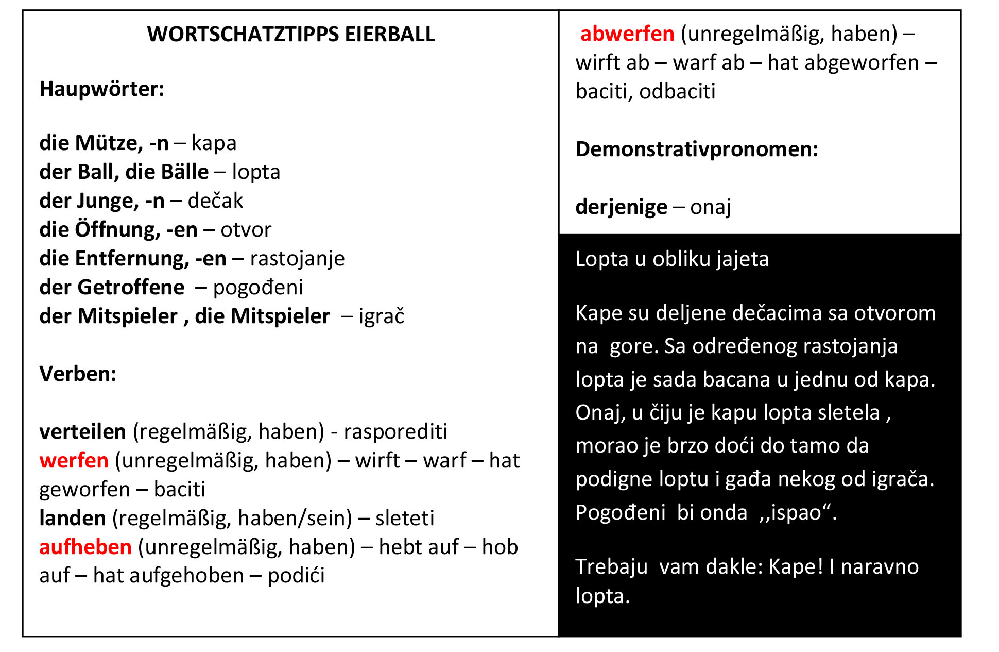 WORTSCHATZTIPPS EIERBALL
Haupwörter:
die Mütze, -n – kapa
der Ball, die Bälle – lopta
der Junge, -n – dečak
die Öffnung, -en – otvor
die Entfernung, -en – rastojanje
der Getroffene – pogođeni
der Mitspieler , die Mitspieler – igrač
Verben:
verteilen (regelmäßig, haben) - rasporediti
werfen (unregelmäßig, haben) – wirft – warf – hat
geworfen – baciti
landen (regelmäßig, haben/sein) – sleteti
aufheben (unregelmäßig, haben) – hebt auf – hob
auf – hat aufgehoben – podići
abwerfen (unregelmäßig, haben) –
wirft ab – warf ab – hat abgeworfen –
baciti, odbaciti
Demonstrativpronomen:
derjenige – onaj
Lopta u obliku jajeta
Kape su deljene dečacima sa otvorom
na gore. Sa određenog rastojanja
lopta je sada bacana u jednu od kapa.
Onaj, u čiju je kapu lopta sletela ,
morao je brzo doći do tamo da
podigne loptu i gađa nekog od igrača.
Pogođeni bi onda ,,ispao“.
Trebaju vam dakle: Kape! I naravno
lopta.